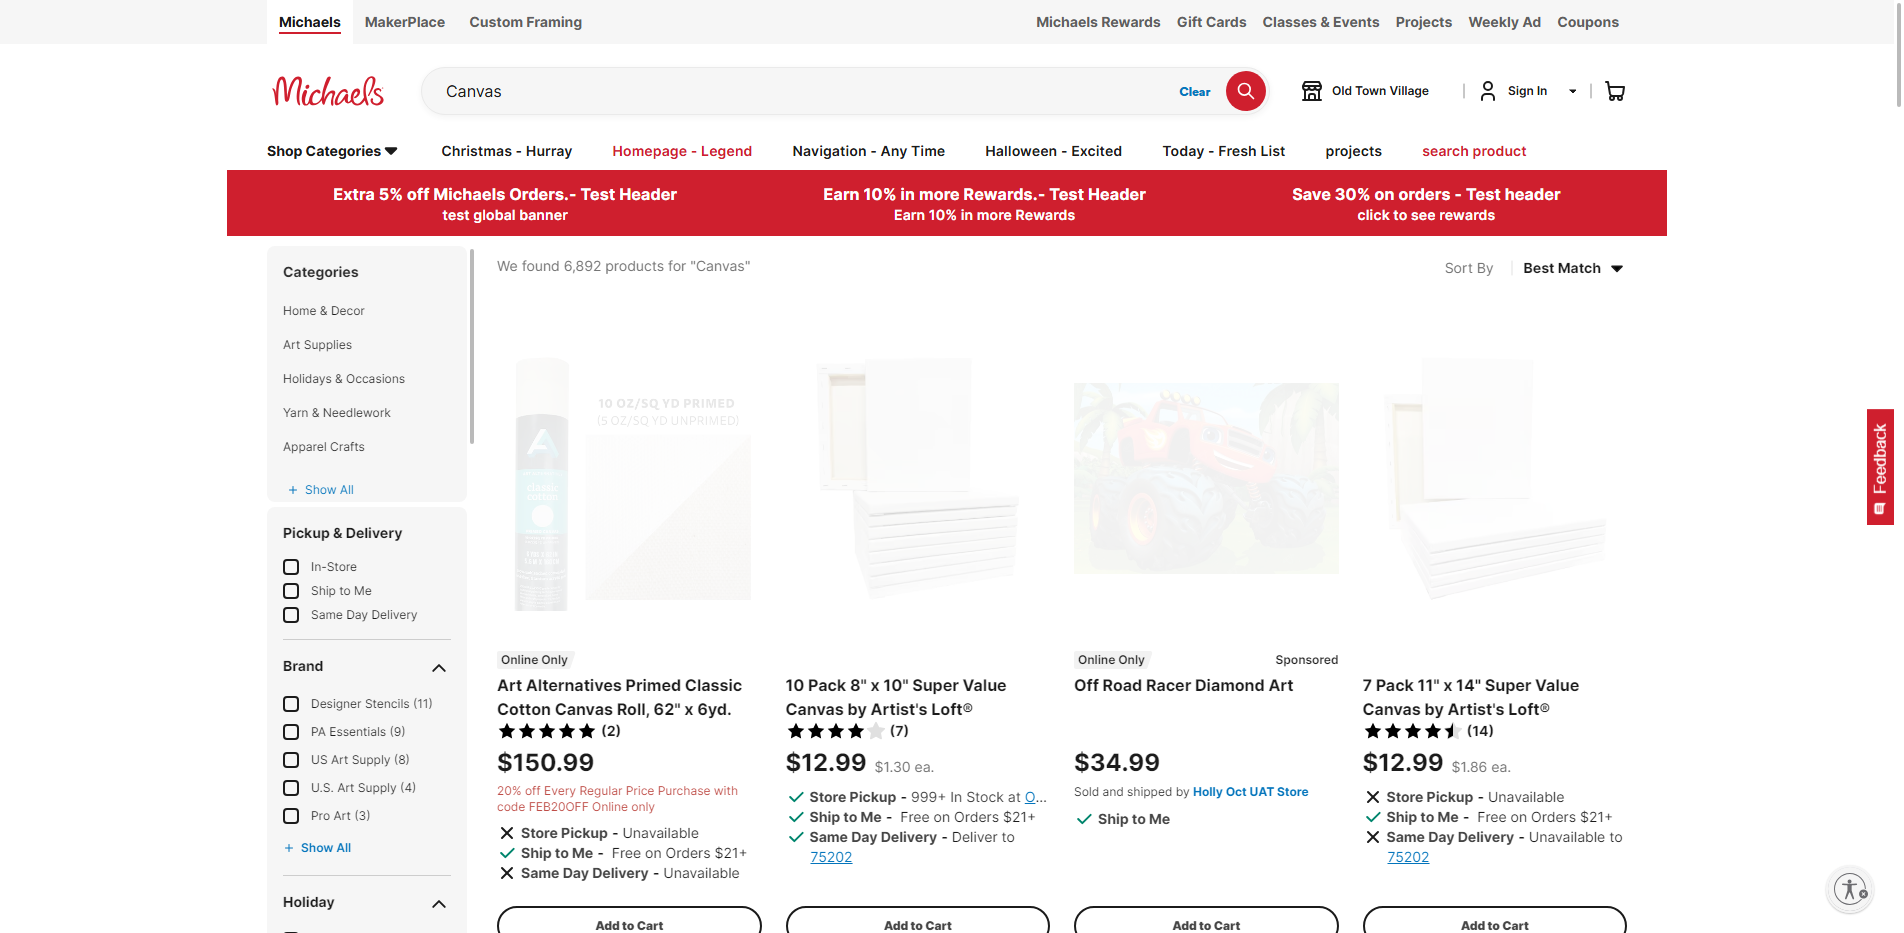 Michaels MakerPlace Custom Framing Michaels Rewards Gift Cards Classes & Events Projects Weekly Ad Coupons
Michaels Canvas Clear Old Town Village Sign In
Shop Categories Christmas - Hurray Homepage - Legend Navigation - Any Time Halloween - Excited Today - Fresh List projects search product
Extra 5% off Michaels Orders.- Test Header
test global banner
Earn 10% in more Rewards.- Test Header
Earn 10% in more Rewards
Save 30% on orders - Test header
click to see rewards
Categories
Home & Decor
Art Supplies
Holidays & Occasions
Yarn & Needlework
Apparel Crafts
+ Show All
Pickup & Delivery
In-Store
Ship to Me
Same Day Delivery
Brand
Designer Stencils (11)
PA Essentials (9)
US Art Supply (8)
U.S. Art Supply (4)
Pro Art (3)
+ Show All
Holiday
We found 6,892 products for "Canvas"
Sort By Best Match
10 OZ/SQ YD PRIMED
(5 OZ/SQ YD UNPRIMED)
classic
cotton
Online Only
Art Alternatives Primed Classic
Cotton Canvas Roll, 62" x 6yd.
(2)
$150.99
20% off Every Regular Price Purchase with
code FEB20OFF Online only
Store Pickup - Unavailable
Ship to Me - Free on Orders $21+
Same Day Delivery - Unavailable
Add to Cart
10 Pack 8" x 10" Super Value
Canvas by Artist's Loft®
(7)
$12.99 $1.30 ea.
Store Pickup - 999+ In Stock at O...
Ship to Me - Free on Orders $21+
Same Day Delivery - Deliver to
75202
Add to Cart
Online Only Sponsored
Off Road Racer Diamond Art
$34.99
Sold and shipped by Holly Oct UAT Store
Ship to Me
Add to Cart
7 Pack 11" x 14" Super Value
Canvas by Artist's Loft®
(14)
$12.99 $1.86 ea.
Store Pickup - Unavailable
Ship to Me - Free on Orders $21+
Same Day Delivery - Unavailable to
75202
Add to Cart
Feedback